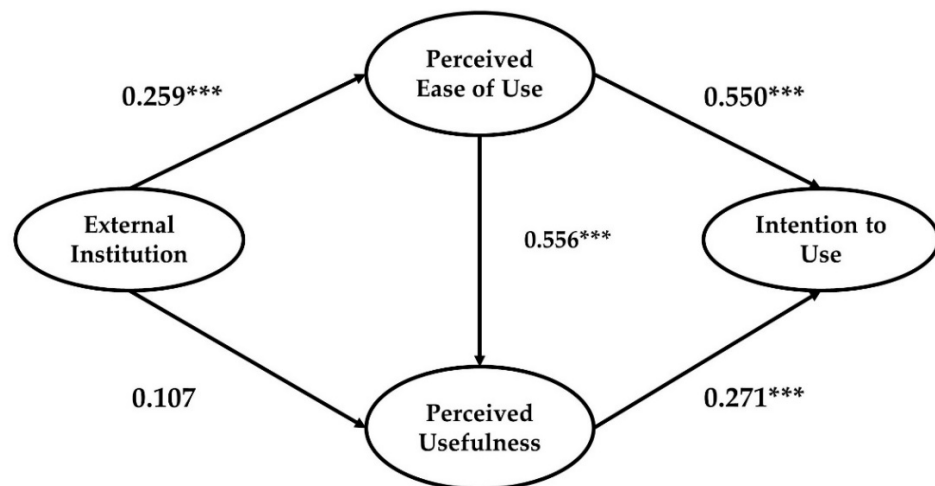 Perceived
Ease of Use
0.259***
0.550***
External
Institution
0.556***
Intention to
Use
0.107
Perceived
Usefulness
0.271***